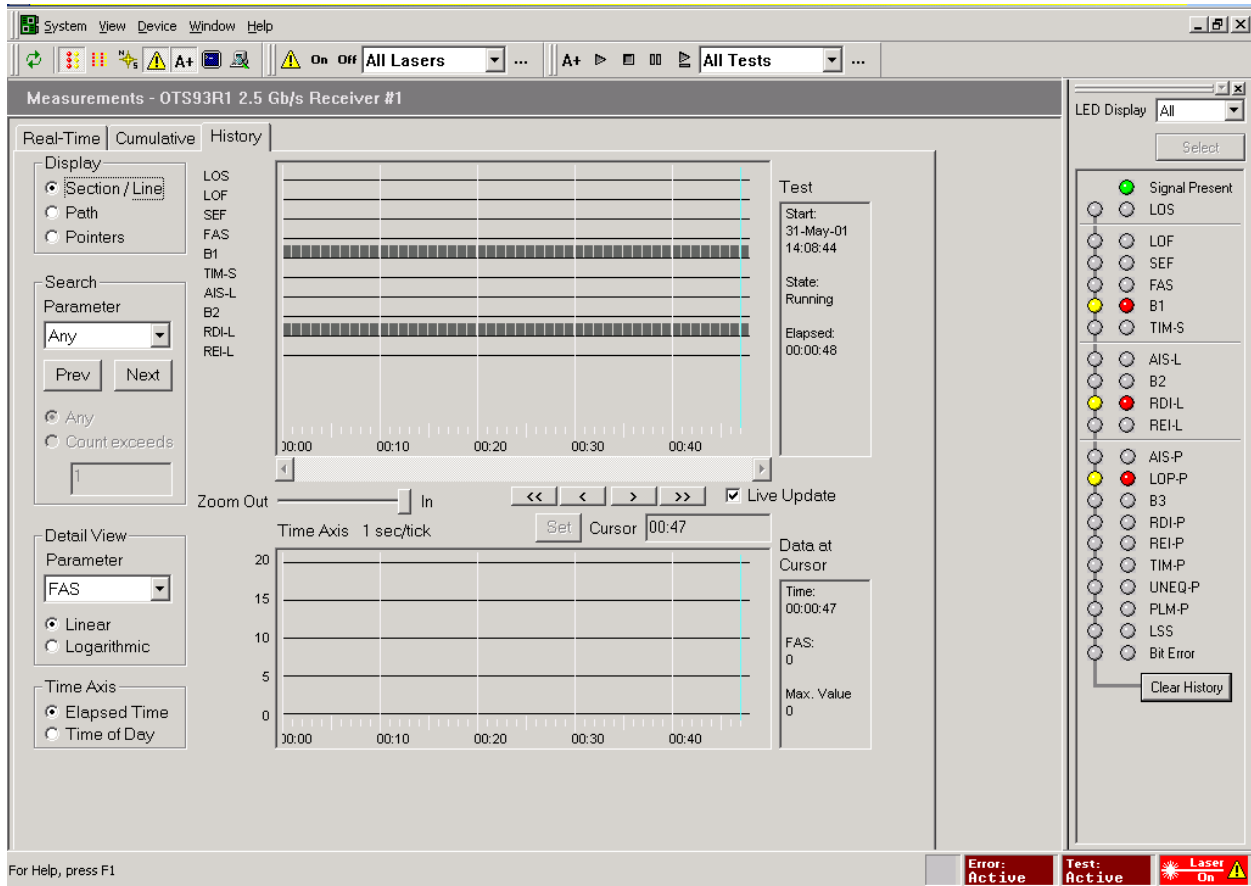 System View Device Window Help
A+ On Off All Lasers ... A+ All Tests ...
Measurements - OTS93R1 2.5 Gb/s Receiver #1
Real-Time Cumulative History
Display
Section / Line
Path
Pointers
Search
Parameter
Any
Prev Next
Any
Count exceeds
1
Detail View
Parameter
FAS
Linear
Logarithmic
Time Axis
Elapsed Time
Time of Day
LOS
LOF
SEF
FAS
B1
TIM-S
AIS-L
B2
RDI-L
REI-L
00:00 00:10 00:20 00:30 00:40
Zoom Out In << < > >> Live Update
Time Axis 1 sec/tick Set Cursor 00:47
20
15
10
5
0
00:00 00:10 00:20 00:30 00:40
Test
Start:
31-May-01
14:08:44
State:
Running
Elapsed:
00:00:48
Data at
Cursor
Time:
00:00:47
FAS:
0
Max. Value
0
LED Display All
Select
Signal Present
LOS
LOF
SEF
FAS
B1
TIM-S
AIS-L
B2
RDI-L
REI-L
AIS-P
LOP-P
B3
RDI-P
REI-P
TIM-P
UNEQ-P
PLM-P
LSS
Bit Error
Clear History
For Help, press F1
Error:
Active
Test:
Active
Laser
On